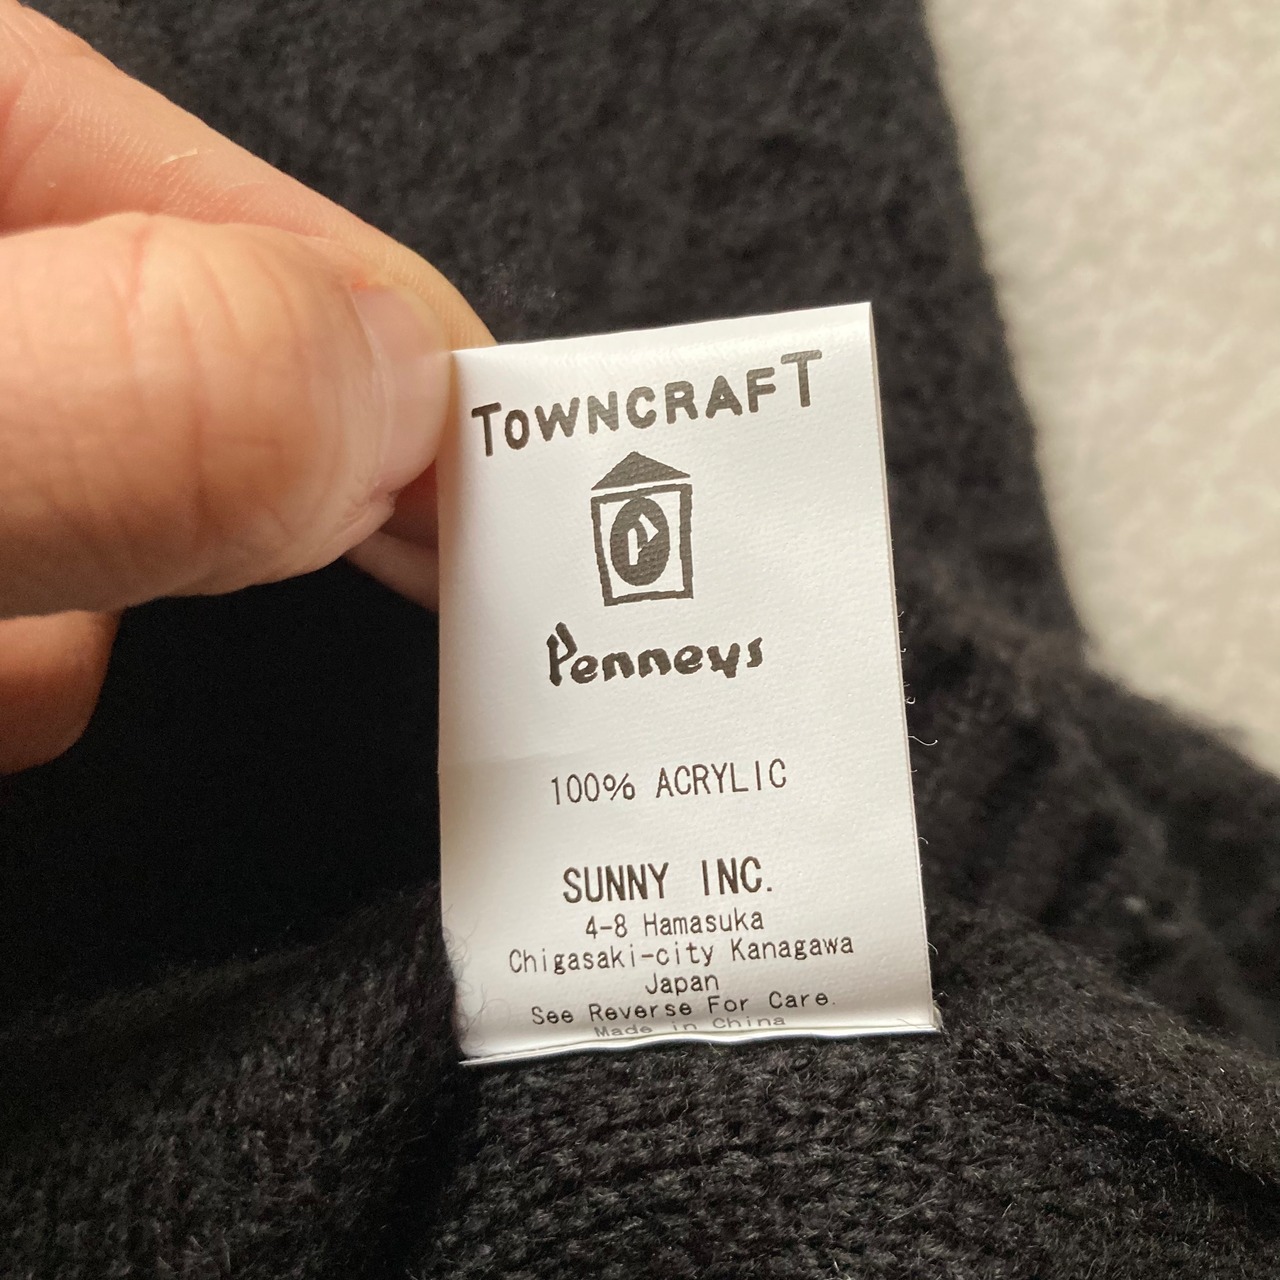 TOWNCRAFT
P
Penneys
100% ACRYLIC
SUNNY INC.
4-8 Hamasuka
Chigasaki-city Kanagawa
Japan
See Reverse For Care.
Made in China